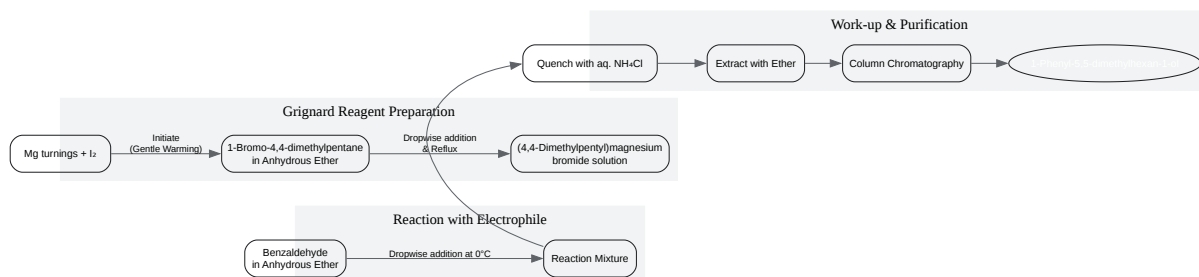 Work-up & Purification
Quench with aq. NH₄Cl
Extract with Ether
Column Chromatography
Grignard Reagent Preparation
Mg turnings + I₂
Initiate
(Gentle Warming)
1-Bromo-4,4-dimethylpentane
in Anhydrous Ether
Dropwise addition
& Reflux
(4,4-Dimethylpentyl)magnesium
bromide solution
Reaction with Electrophile
Benzaldehyde
in Anhydrous Ether
Dropwise addition at 0°C
Reaction Mixture